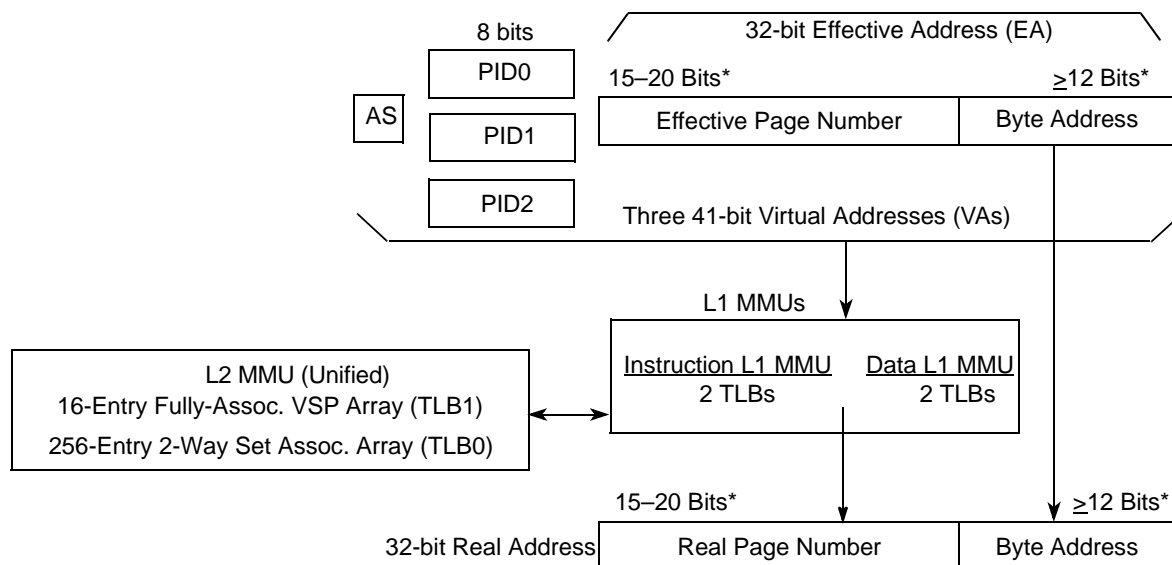 8 bits
32-bit Effective Address (EA)
PID0
15–20 Bits*
≥12 Bits*
AS
PID1
Effective Page Number
Byte Address
PID2
Three 41-bit Virtual Addresses (VAs)
L1 MMUs
Instruction L1 MMU
2 TLBs
Data L1 MMU
2 TLBs
L2 MMU (Unified)
16-Entry Fully-Assoc. VSP Array (TLB1)
256-Entry 2-Way Set Assoc. Array (TLB0)
15–20 Bits*
≥12 Bits*
32-bit Real Address
Real Page Number
Byte Address